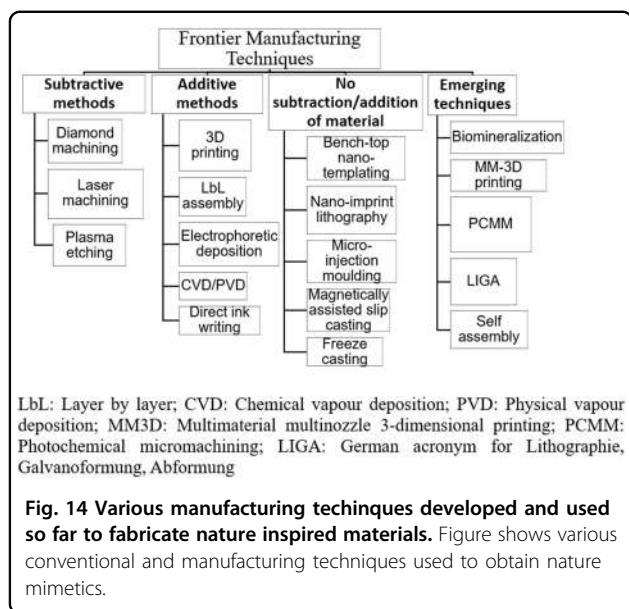 Frontier Manufacturing
Techniques
Subtractive
methods
Diamond
machining
Laser
machining
Plasma
etching
Additive
methods
3D
printing
LbL
assembly
Electrophoretic
deposition
CVD/PVD
Direct ink
writing
No
subtraction/addition
of material
Bench-top
nano-
templating
Nano-imprint
lithography
Micro-
injection
moulding
Magnetically
assisted slip
casting
Freeze
casting
Emerging
techniques
Biomineralization
MM-3D
printing
PCMM
LIGA
Self
assembly
LbL: Layer by layer; CVD: Chemical vapour deposition; PVD: Physical vapour
deposition; MM3D: Multimaterial multinozzle 3-dimensional printing; PCMM:
Photochemical micromachining; LIGA: German acronym for Lithographie,
Galvanoformung, Abformung
Fig. 14 Various manufacturing techinques developed and used
so far to fabricate nature inspired materials. Figure shows various
conventional and manufacturing techniques used to obtain nature
mimetics.